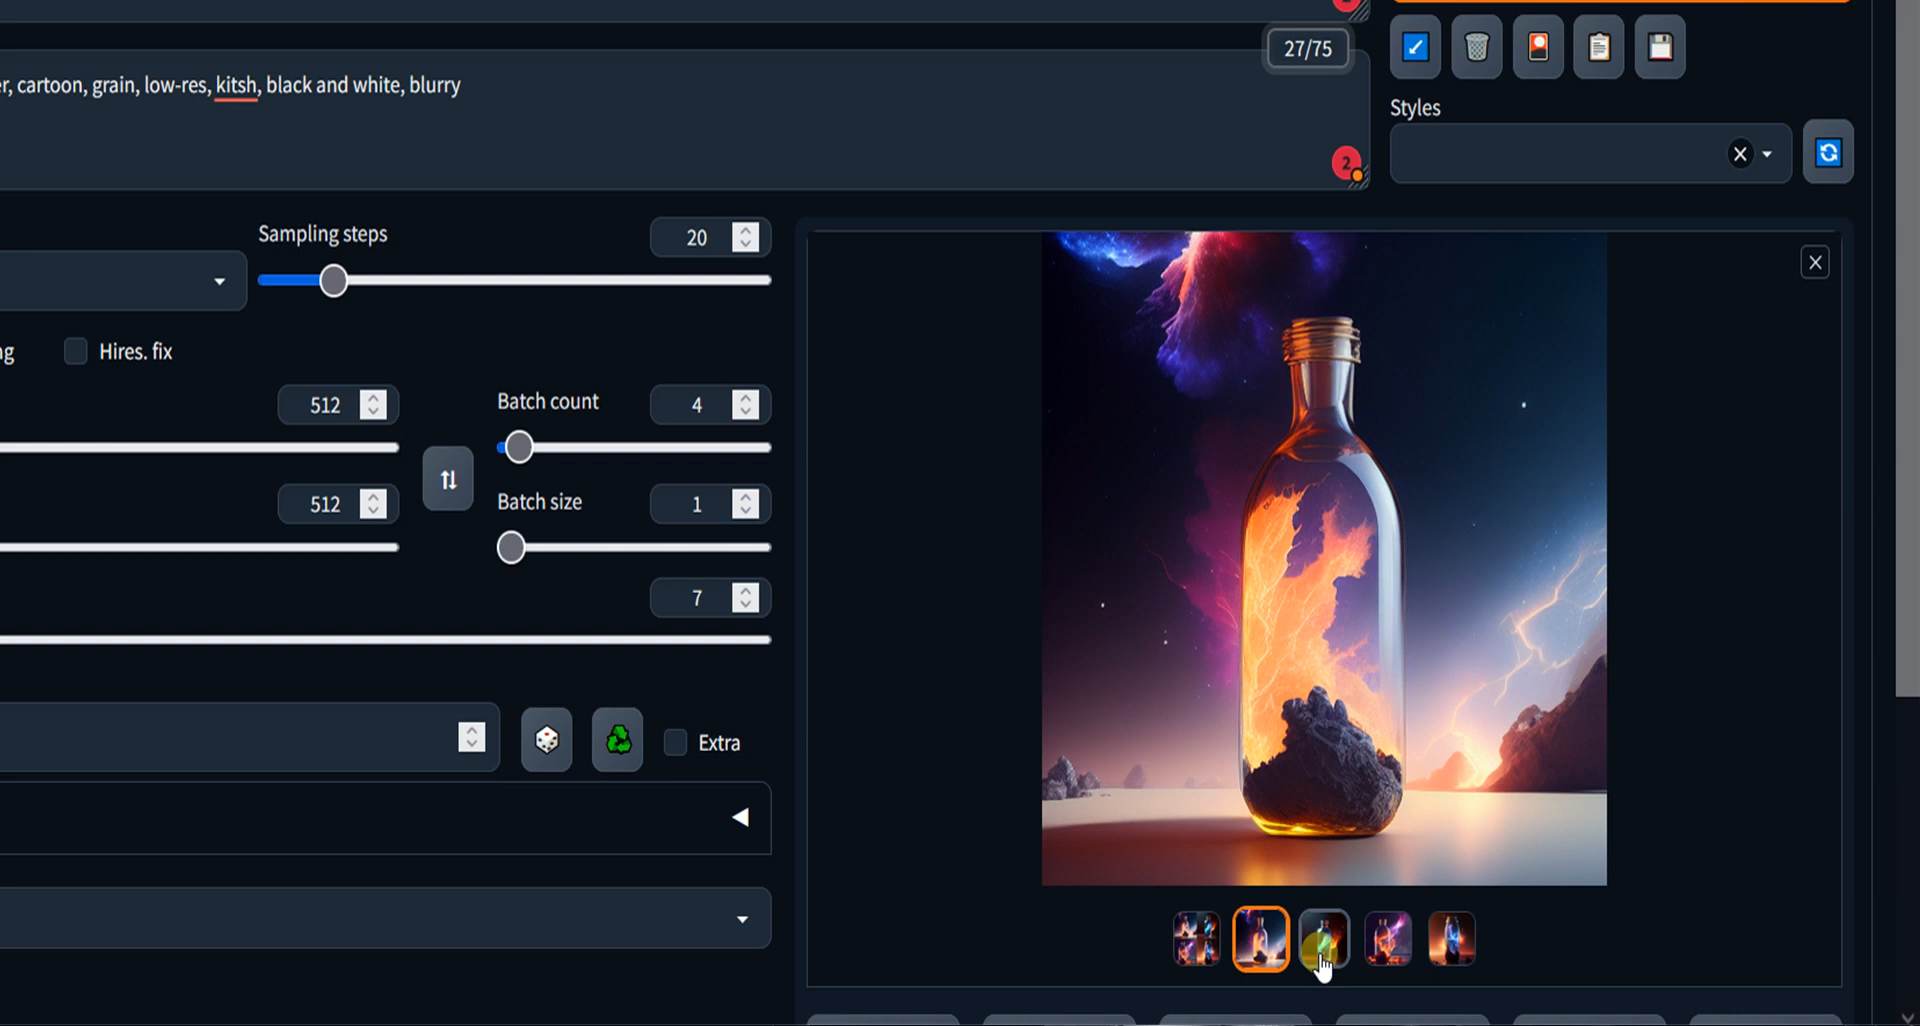 27/75
r, cartoon, grain, low-res, kitsh, black and white, blurry
2
Styles
Sampling steps
20
g
Hires. fix
512
Batch count
4
512
Batch size
1
7
Extra